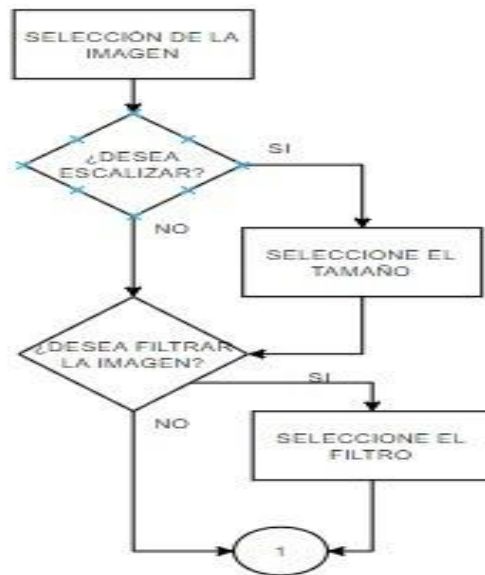 SELECCIÓN DE LA
IMAGEN
¿DESEA
ESCALIZAR?
SI
NO
SELECCIONE EL
TAMAÑO
¿DESEA FILTRAR
LA IMAGEN?
SI
NO
SELECCIONE EL
FILTRO
1